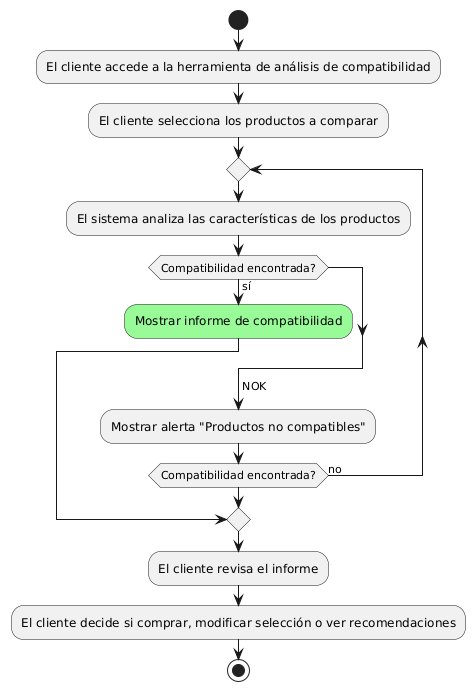 El cliente accede a la herramienta de análisis de compatibilidad
El cliente selecciona los productos a comparar
El sistema analiza las características de los productos
Compatibilidad encontrada?
sí
Mostrar informe de compatibilidad
NOK
Mostrar alerta "Productos no compatibles"
Compatibilidad encontrada?
no
El cliente revisa el informe
El cliente decide si comprar, modificar selección o ver recomendaciones